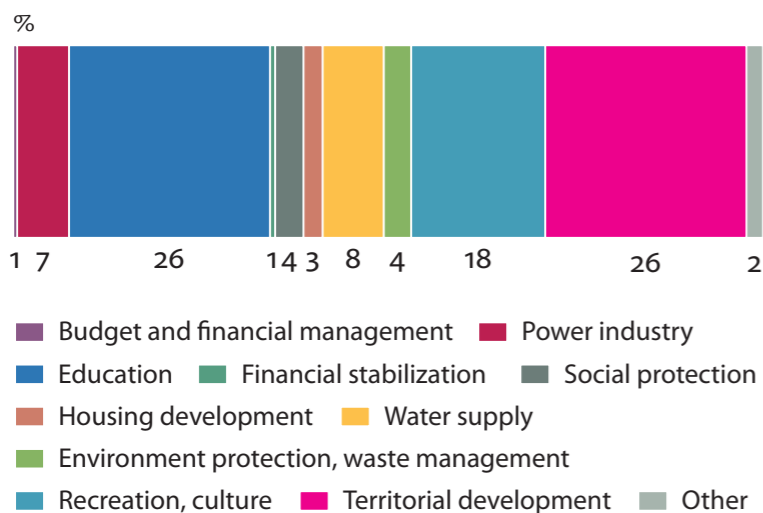 %
1 7 26 1 4 3 8 4 18 26 2
Budget and financial management Power industry
Education Financial stabilization Social protection
Housing development Water supply
Environment protection, waste management
Recreation, culture Territorial development Other